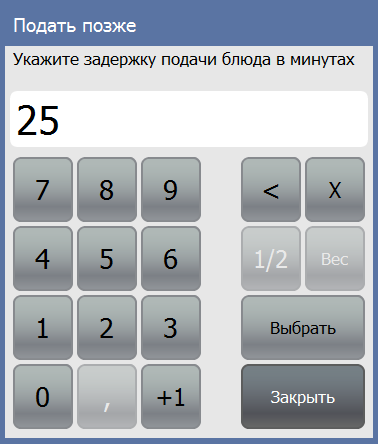 Подать позже
Укажите задержку подачи блюда в минутах
25
7 8 9 < X
4 5 6 1/2 Вес
1 2 3 Выбрать
0 , +1 Закрыть